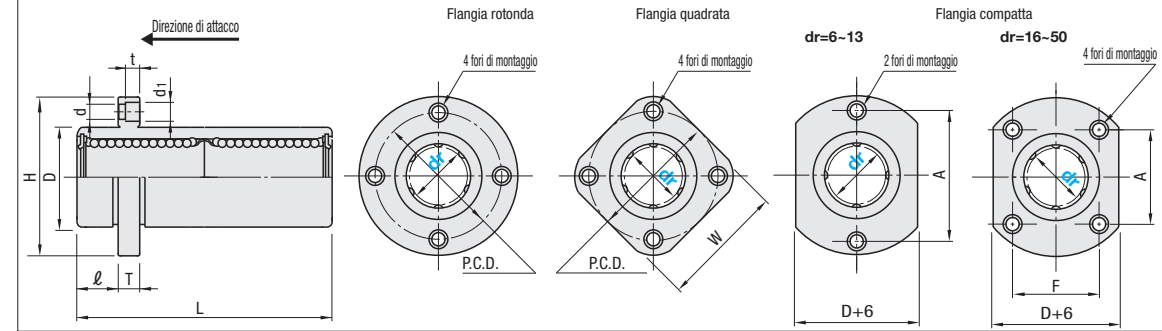 Flangia rotonda
Flangia quadrata
Flangia compatta
Direzione di attacco
dr=6~13
dr=16~50
4 fori di montaggio
4 fori di montaggio
2 fori di montaggio
4 fori di montaggio
t
d1
d
H
D
ℓ
T
L
dr
P.C.D.
dr
P.C.D.
W
dr
A
D+6
dr
A
F
D+6